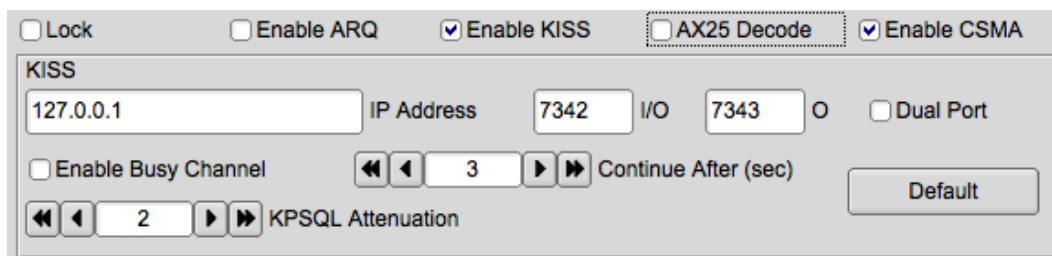 Lock Enable ARQ Enable KISS AX25 Decode Enable CSMA
KISS
127.0.0.1 IP Address 7342 I/O 7343 O Dual Port
Enable Busy Channel 3 Continue After (sec)
Default
2 KPSQL Attenuation